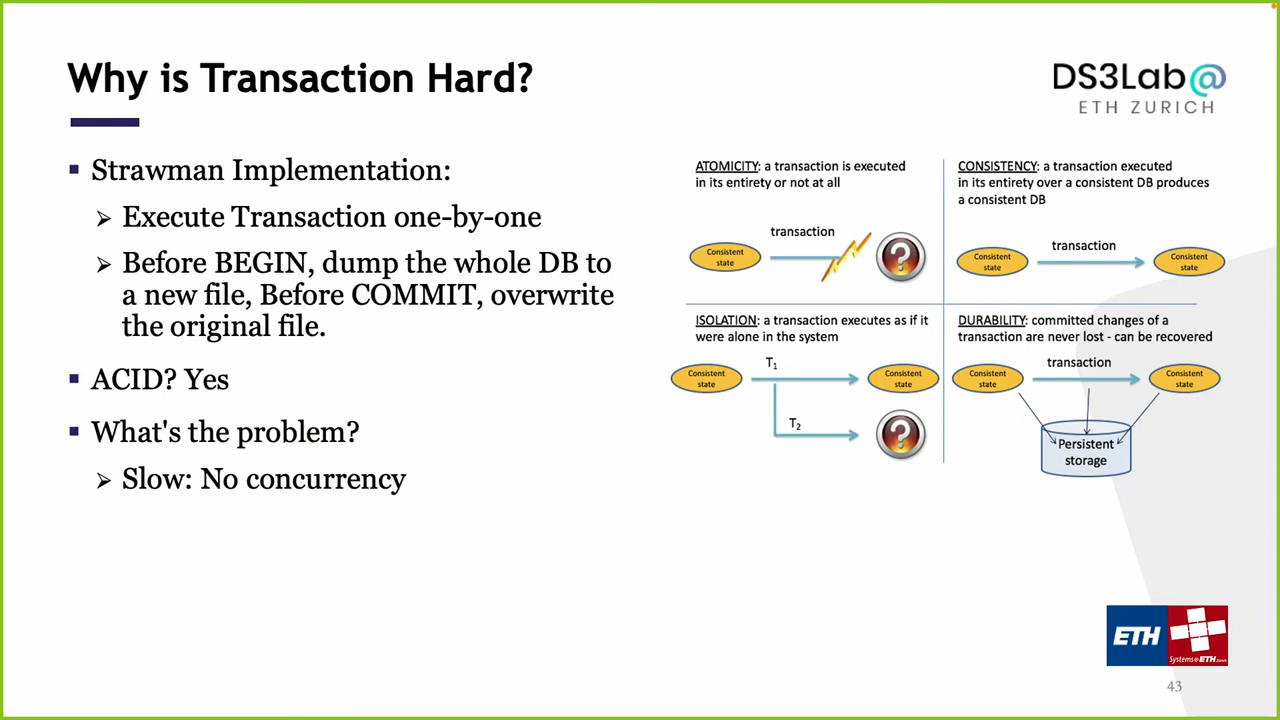 Why is Transaction Hard?
DS3Lab@
ETH ZURICH
Strawman Implementation:
Execute Transaction one-by-one
Before BEGIN, dump the whole DB to
a new file, Before COMMIT, overwrite
the original file.
ACID? Yes
What's the problem?
Slow: No concurrency
ATOMICITY: a transaction is executed
in its entirety or not at all
transaction
Consistent
state
?
CONSISTENCY: a transaction executed
in its entirety over a consistent DB produces
a consistent DB
transaction
Consistent
state
Consistent
state
ISOLATION: a transaction executes as if it
were alone in the system
T1
Consistent
state
Consistent
state
T2
?
DURABILITY: committed changes of a
transaction are never lost - can be recovered
transaction
Consistent
state
Consistent
state
Persistent
storage
ETH
Systems@ETH Zürich
43